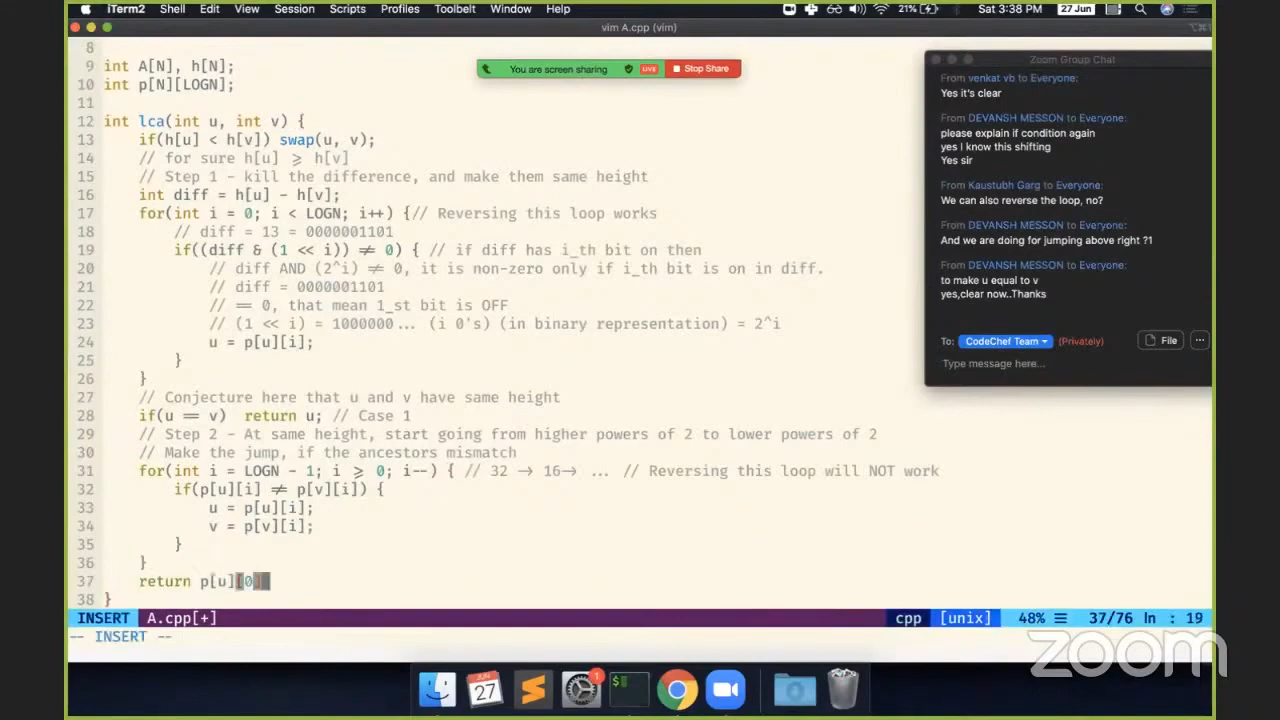 iTerm2 Shell Edit View Session Scripts Profiles Toolbelt Window Help 21% Sat 3:38 PM 27 Jun
vim A.cpp (vim)
You are screen sharing LIVE Stop Share
8
9 int A[N], h[N];
10 int p[N][LOGN];
11
12 int lca(int u, int v) {
13 if(h[u] < h[v]) swap(u, v);
14 // for sure h[u] ⩾ h[v]
15 // Step 1 - kill the difference, and make them same height
16 int diff = h[u] - h[v];
17 for(int i = 0; i < LOGN; i++) {// Reversing this loop works
18 // diff = 13 = 0000001101
19 if((diff & (1 << i)) ≠ 0) { // if diff has i_th bit on then
20 // diff AND (2^i) ≠ 0, it is non-zero only if i_th bit is on in diff.
21 // diff = 0000001101
22 // == 0, that mean 1_st bit is OFF
23 // (1 << i) = 1000000... (i 0's) (in binary representation) = 2^i
24 u = p[u][i];
25 }
26 }
27 // Conjecture here that u and v have same height
28 if(u == v) return u; // Case 1
29 // Step 2 - At same height, start going from higher powers of 2 to lower powers of 2
30 // Make the jump, if the ancestors mismatch
31 for(int i = LOGN - 1; i ⩾ 0; i--) { // 32 → 16→ ... // Reversing this loop will NOT work
32 if(p[u][i] ≠ p[v][i]) {
33 u = p[u][i];
34 v = p[v][i];
35 }
36 }
37 return p[u][0]
38 }
INSERT A.cpp[+] cpp [unix] 48% ☰ 37/76 ln : 19
-- INSERT --
Zoom Group Chat
From venkat vb to Everyone:
Yes it's clear
From DEVANSH MESSON to Everyone:
please explain if condition again
yes I know this shifting
Yes sir
From Kaustubh Garg to Everyone:
We can also reverse the loop, no?
From DEVANSH MESSON to Everyone:
And we are doing for jumping above right ?1
From DEVANSH MESSON to Everyone:
to make u equal to v
yes,clear now..Thanks
To: CodeChef Team (Privately) File ...
Type message here...
zoom
JUN
27
1
$